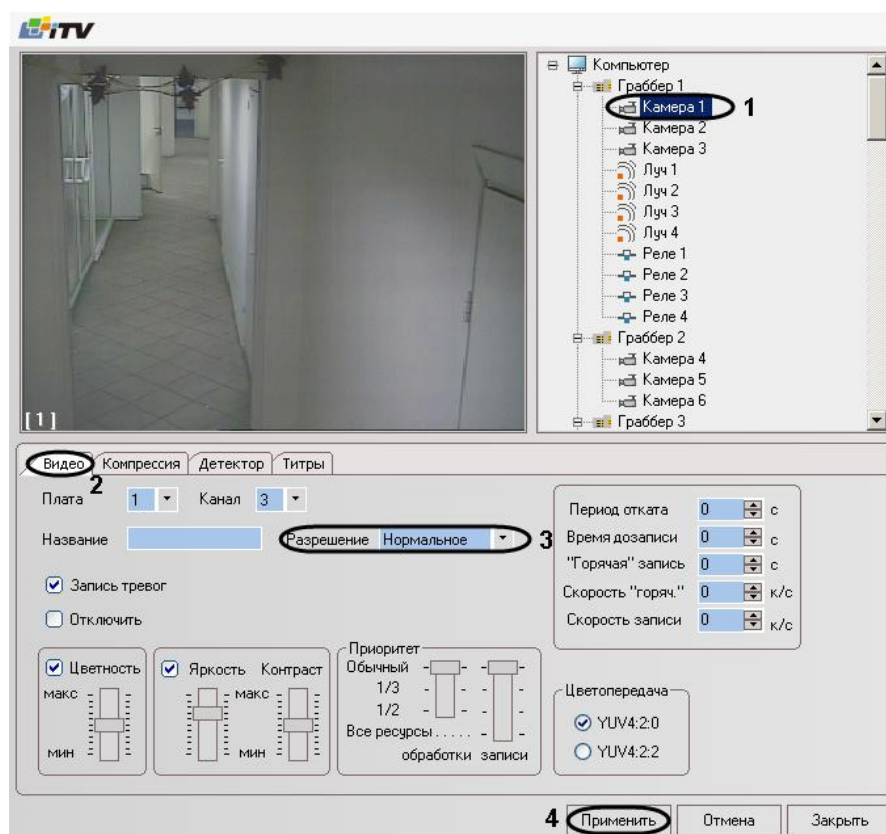 iTV
Компьютер
Граббер 1
Камера 1 1
Камера 2
Камера 3
Луч 1
Луч 2
Луч 3
Луч 4
Реле 1
Реле 2
Реле 3
Реле 4
Граббер 2
Камера 4
Камера 5
Камера 6
Граббер 3
[1]
Видео Компрессия Детектор Титры
2
Плата 1 Канал 3
Название Разрешение Нормальное 3
Запись тревог
Отключить
Период отката 0 с
Время дозаписи 0 с
"Горячая" запись 0 с
Скорость "горяч." 0 к/с
Скорость записи 0 к/с
Цветность
макс
мин
Яркость Контраст
макс
мин
Приоритет
Обычный
1/3
1/2
Все ресурсы.....
обработки записи
Цветопередача
YUV4:2:0
YUV4:2:2
4 Применить Отмена Закрыть